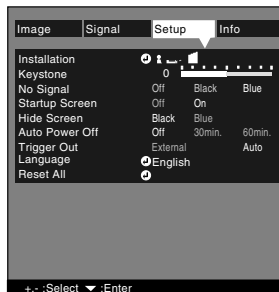 Image Signal Setup Info
Installation
Keystone 0
No Signal Off Black Blue
Startup Screen Off On
Hide Screen Black Blue
Auto Power Off Off 30min. 60min.
Trigger Out External Auto
Language English
Reset All
+,- :Select ▼ :Enter